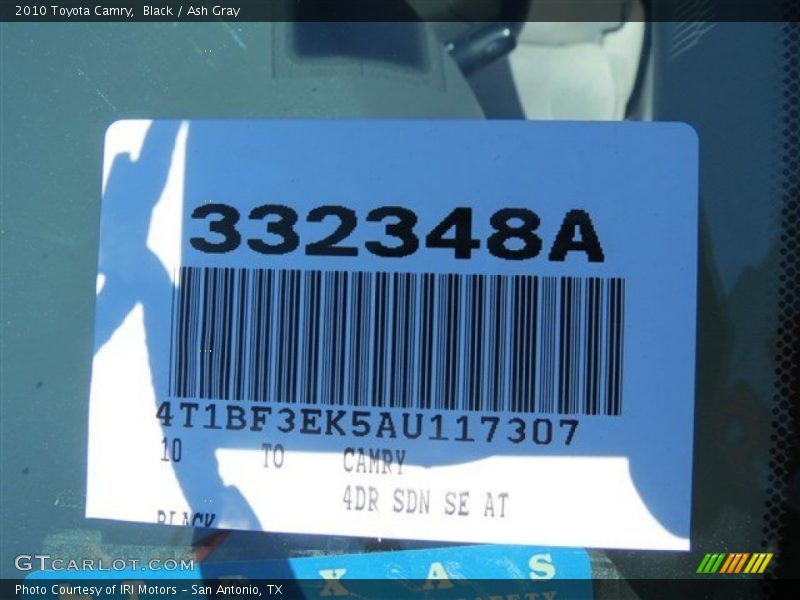 2010 Toyota Camry,  Black / Ash Gray
332348A
4T1BF3EK5AU117307
10 TO CAMRY
4DR SDN SE AT
BLACK
GTCARLOT.COM
X A S
Photo Courtesy of IRI Motors – San Antonio, TX